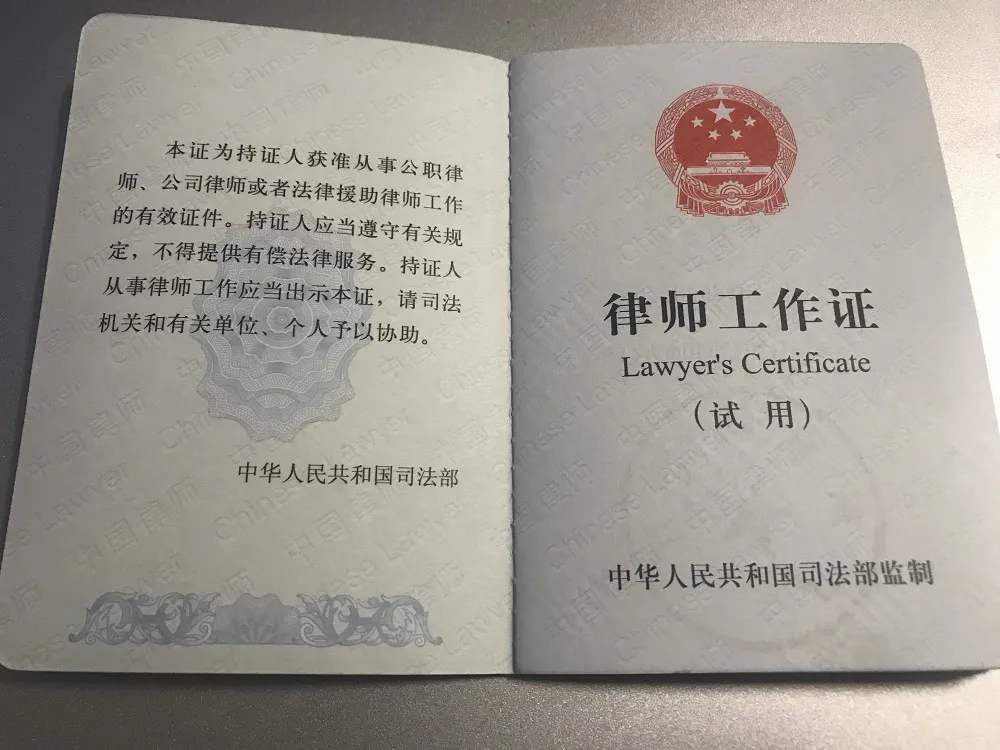 本证为持证人获准从事公职律
师、公司律师或者法律援助律师工作
的有效证件。持证人应当遵守有关规
定，不得提供有偿法律服务。持证人
从事律师工作应当出示本证，请司法
机关和有关单位、个人予以协助。
中华人民共和国司法部
律师工作证
Lawyer's Certificate
（试 用）
中华人民共和国司法部监制
中国律师
Chinese Lawyer